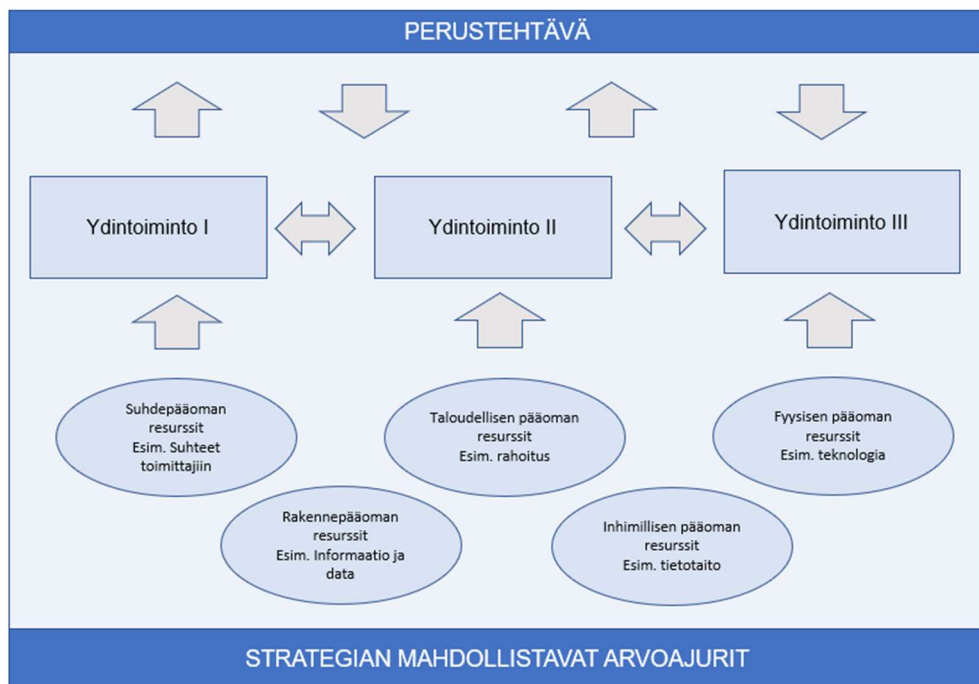 PERUSTEHTÄVÄ
Ydintoiminto I
Ydintoiminto II
Ydintoiminto III
Suhdepääoman
resurssit
Esim. Suhteet
toimittajiin
Taloudellisen pääoman
resurssit
Esim. rahoitus
Fyysisen pääoman
resurssit
Esim. teknologia
Rakennepääoman
resurssit
Esim. Informaatio ja
data
Inhimillisen pääoman
resurssit
Esim. tietotaito
STRATEGIAN MAHDOLLISTAVAT ARVOAJURIT